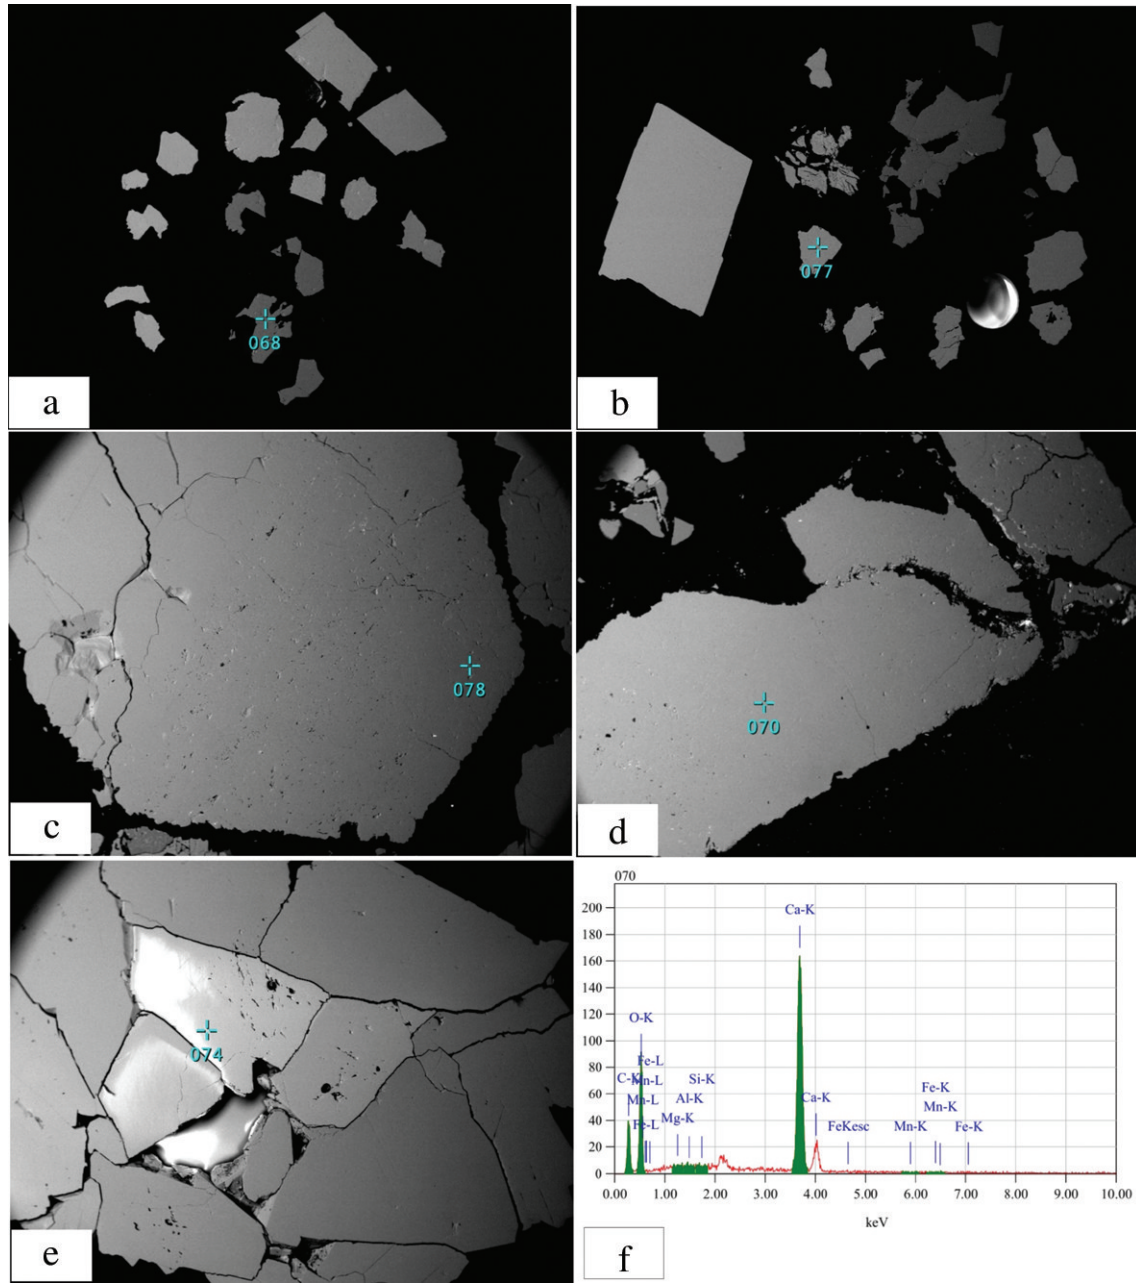 068
a
077
b
078
c
070
d
074
e
070
200
180
160
140
120
100
80
60
40
20
0
Ca-K
O-K
Fe-L
C-K
Mn-L
Mn-L
Fe-L
Si-K
Al-K
Mg-K
Ca-K
FeKesc
Fe-K
Mn-K
Mn-K
Fe-K
0.00 1.00 2.00 3.00 4.00 5.00 6.00 7.00 8.00 9.00 10.00
keV
f